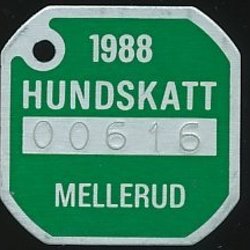 1988
HUNDSKATT
00616
MELLERUD